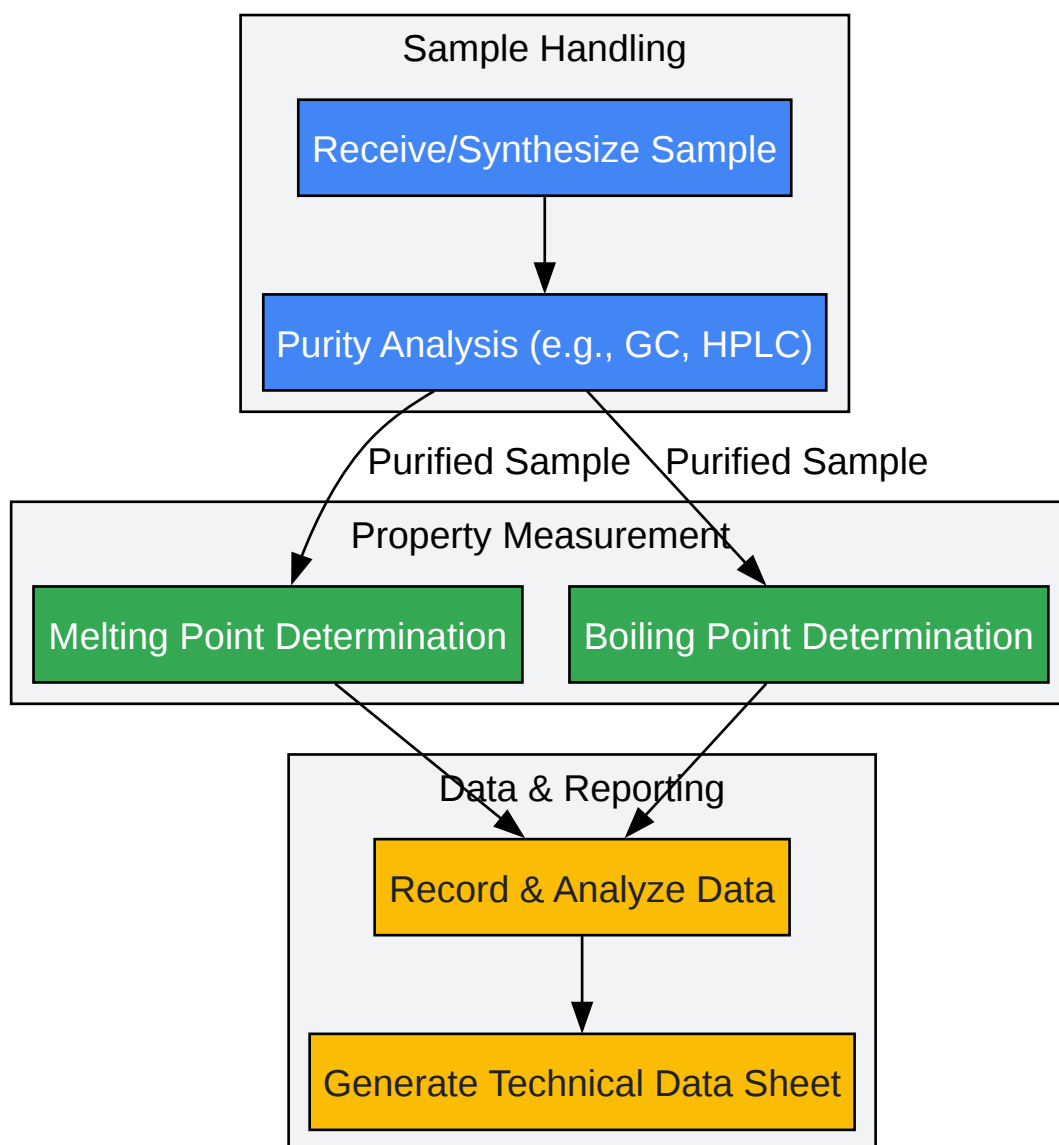 Sample Handling
Receive/Synthesize Sample
Purity Analysis (e.g., GC, HPLC)
Purified Sample
Purified Sample
Property Measurement
Melting Point Determination
Boiling Point Determination
Data & Reporting
Record & Analyze Data
Generate Technical Data Sheet